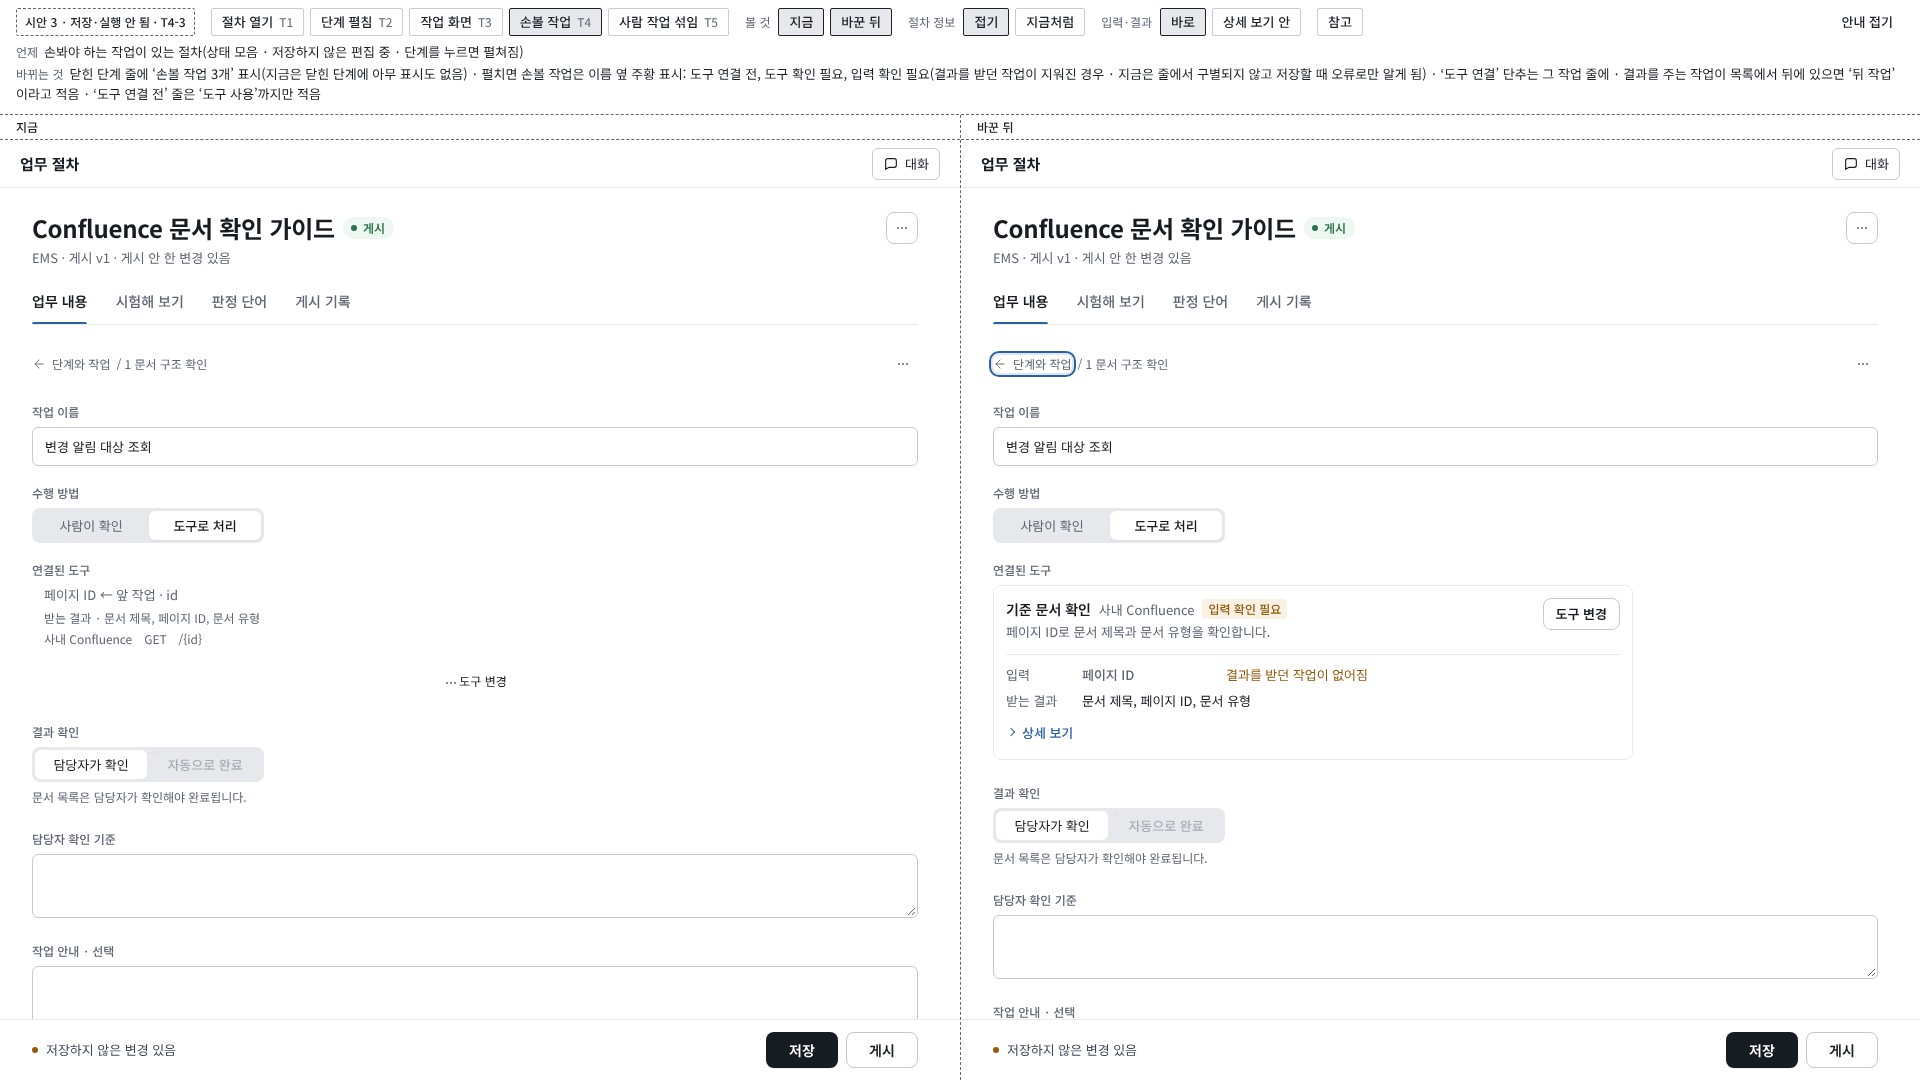 시안 3 · 저장·실행 안 됨 · T4-3 절차 열기 T1 단계 펼침 T2 작업 화면 T3 손볼 작업 T4 사람 작업 섞임 T5 볼 것 지금 바꾼 뒤 절차 정보 접기 지금처럼 입력·결과 바로 상세 보기 안 참고 안내 접기
언제 손봐야 하는 작업이 있는 절차(상태 모음 · 저장하지 않은 편집 중 · 단계를 누르면 펼쳐짐)
바뀌는 것 닫힌 단계 줄에 ‘손볼 작업 3개’ 표시(지금은 닫힌 단계에 아무 표시도 없음) · 펼치면 손볼 작업은 이름 옆 주황 표시: 도구 연결 전, 도구 확인 필요, 입력 확인 필요(결과를 받던 작업이 지워진 경우 · 지금은 줄에서 구별되지 않고 저장할 때 오류로만 알게 됨) · ‘도구 연결’ 단추는 그 작업 줄에 · 결과를 주는 작업이 목록에서 뒤에 있으면 ‘뒤 작업’
이라고 적음 · ‘도구 연결 전’ 줄은 ‘도구 사용’까지만 적음
지금
업무 절차
대화
Confluence 문서 확인 가이드 게시
...
EMS · 게시 v1 · 게시 안 한 변경 있음
업무 내용 시험해 보기 판정 단어 게시 기록
← 단계와 작업 / 1 문서 구조 확인 ...
작업 이름
변경 알림 대상 조회
수행 방법
사람이 확인 도구로 처리
연결된 도구
페이지 ID ← 앞 작업 · id
받는 결과 · 문서 제목, 페이지 ID, 문서 유형
사내 Confluence GET /{id}
... 도구 변경
결과 확인
담당자가 확인 자동으로 완료
문서 목록은 담당자가 확인해야 완료됩니다.
담당자 확인 기준
작업 안내 · 선택
저장하지 않은 변경 있음 저장 게시
바꾼 뒤
업무 절차
대화
Confluence 문서 확인 가이드 게시
...
EMS · 게시 v1 · 게시 안 한 변경 있음
업무 내용 시험해 보기 판정 단어 게시 기록
← 단계와 작업 / 1 문서 구조 확인 ...
작업 이름
변경 알림 대상 조회
수행 방법
사람이 확인 도구로 처리
연결된 도구
기준 문서 확인 사내 Confluence 입력 확인 필요 도구 변경
페이지 ID로 문서 제목과 문서 유형을 확인합니다.
입력 페이지 ID 결과를 받던 작업이 없어짐
받는 결과 문서 제목, 페이지 ID, 문서 유형
> 상세 보기
결과 확인
담당자가 확인 자동으로 완료
문서 목록은 담당자가 확인해야 완료됩니다.
담당자 확인 기준
작업 안내 · 선택
저장하지 않은 변경 있음 저장 게시